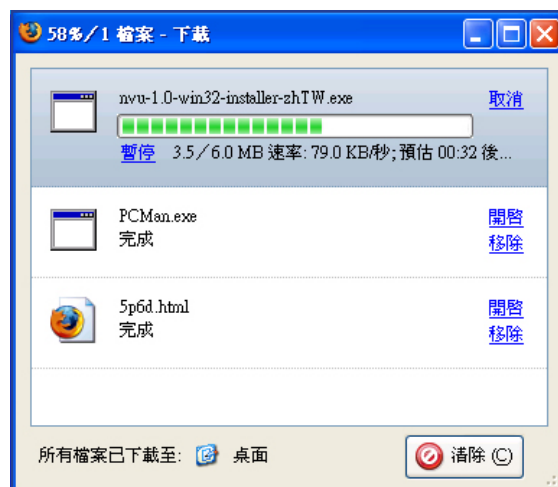 58%／1 檔案 - 下載
nvu-1.0-win32-installer-zhTW.exe
取消
暫停 3.5／6.0 MB 速率: 79.0 KB/秒; 預估 00:32 後...
PCMan.exe
開啓
完成
移除
5p6d.html
開啓
完成
移除
所有檔案已下載至: 桌面
清除 (C)